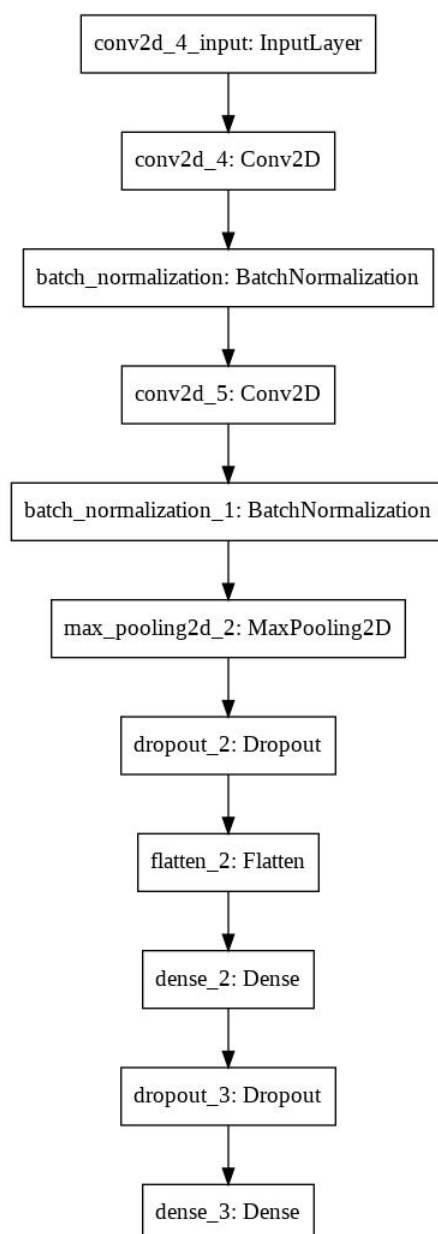 conv2d_4_input: InputLayer
conv2d_4: Conv2D
batch_normalization: BatchNormalization
conv2d_5: Conv2D
batch_normalization_1: BatchNormalization
max_pooling2d_2: MaxPooling2D
dropout_2: Dropout
flatten_2: Flatten
dense_2: Dense
dropout_3: Dropout
dense_3: Dense